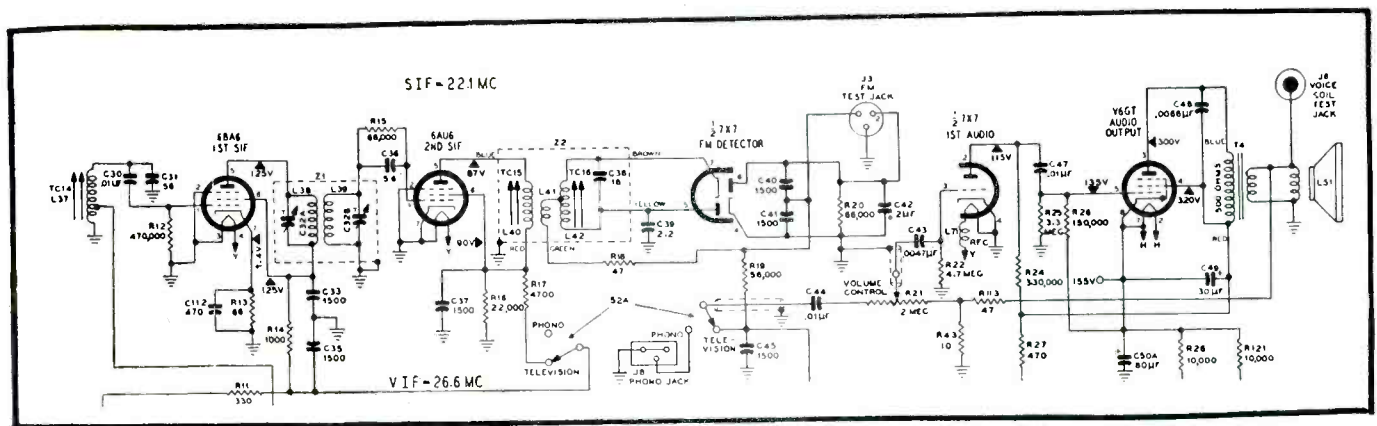 SIF=22.1MC
J3
FM
TEST JACK
J8
VOICE
COIL
TEST
JACK
6BA6
1ST SIF
R15
68,000
C36
56
6AU6
2ND SIF
Z2
½ 7X7
FM DETECTOR
½ 7X7
1ST AUDIO
V6GT
AUDIO
OUTPUT
C48
.0068µF
T4
LS1
TC14
L37
C30
.01µF
C31
56
R12
470,000
125V
Z1
L38
L39
C32A
C32B
1.4V
125V
C112
470
R13
68
C33
1500
R14
1000
C35
1500
R11
330
BLUE
87V
TC15
L40
L41
TC16
L42
C38
18
BROWN
YELLOW
C39
2.2
RED
GREEN
90V
C37
1500
R16
22,000
R17
4700
R18
47
PHONO
TELEVISION
VIF=26.6MC
S2A
PHONO
J8
PHONO JACK
TELE-
VISION
C40
1500
C41
1500
R20
68,000
C42
2µF
R19
56,000
C45
1500
C44
.01µF
VOLUME
CONTROL
R21
2 MEG
C43
.0047µF
R22
4.7 MEG
L71
RFC
Y
115V
C47
.01µF
R25
3.3
MEG
R26
150,000
R24
330,000
R113
47
R43
10
R27
470
135V
300V
320V
BLUE
RED
H
H
155V
C49
30µF
C50A
80µF
R26
10,000
R121
10,000